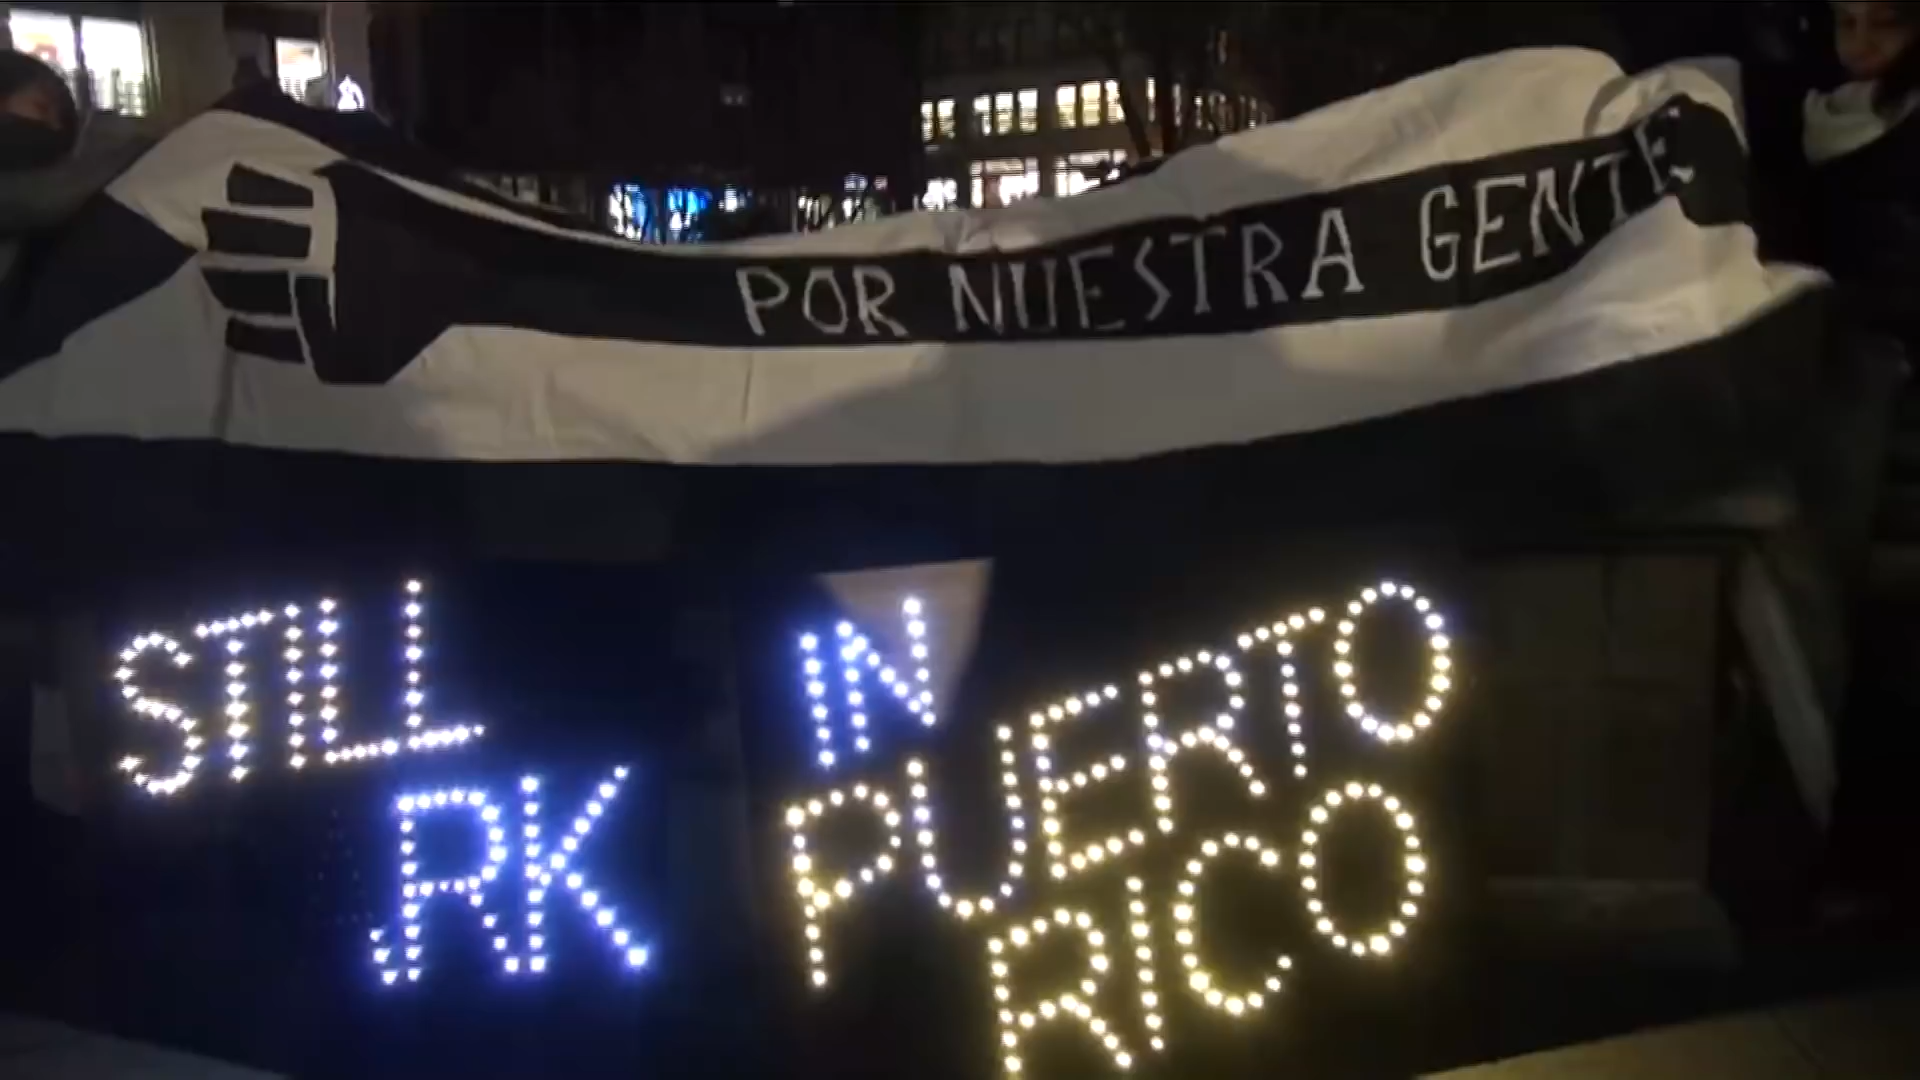 POR NUESTRA GENTE
STILL
RK
IN
PUERTO
RICO